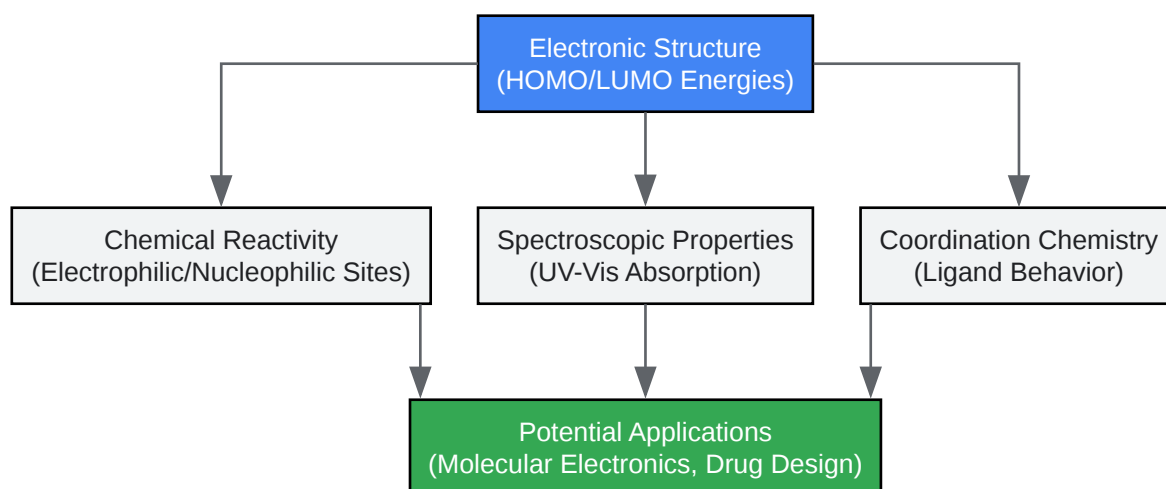 Electronic Structure
(HOMO/LUMO Energies)
Chemical Reactivity
(Electrophilic/Nucleophilic Sites)
Spectroscopic Properties
(UV-Vis Absorption)
Coordination Chemistry
(Ligand Behavior)
Potential Applications
(Molecular Electronics, Drug Design)